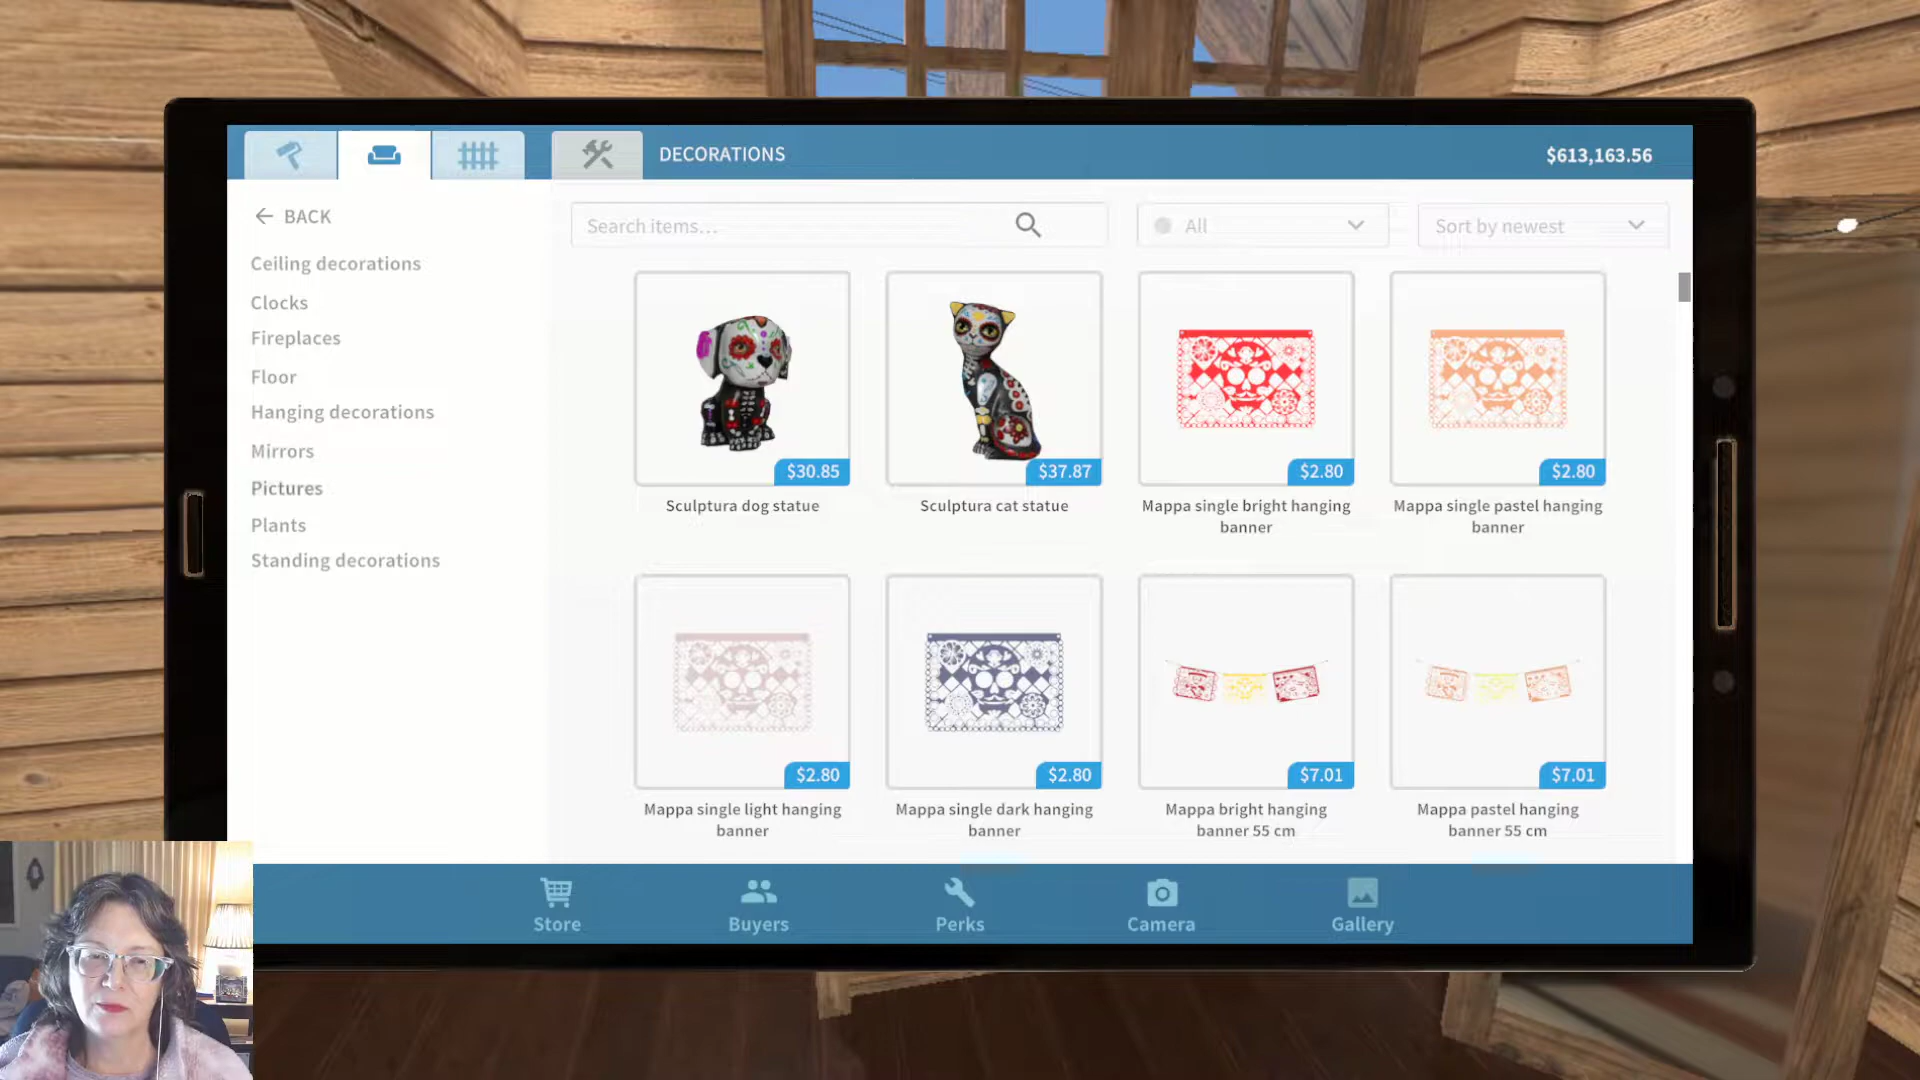 DECORATIONS
$613,163.56
BACK
Search items...
All
Sort by newest
Ceiling decorations
Clocks
Fireplaces
Floor
Hanging decorations
Mirrors
Pictures
Plants
Standing decorations
$30.85
$37.87
$2.80
$2.80
Sculptura dog statue
Sculptura cat statue
Mappa single bright hanging
banner
Mappa single pastel hanging
banner
$2.80
$2.80
$7.01
$7.01
Mappa single light hanging
banner
Mappa single dark hanging
banner
Mappa bright hanging
banner 55 cm
Mappa pastel hanging
banner 55 cm
Store
Buyers
Perks
Camera
Gallery